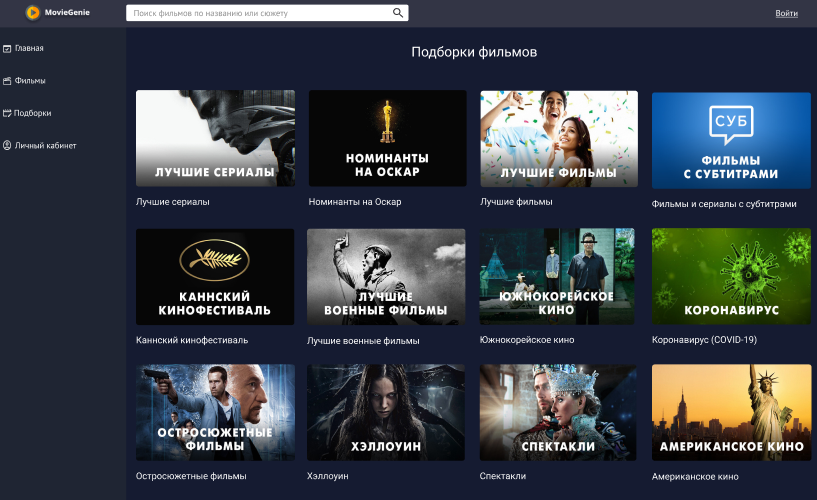 MovieGenie
Поиск фильмов по названию или сюжету
Войти
Главная
Фильмы
Подборки
Личный кабинет
Подборки фильмов
ЛУЧШИЕ СЕРИАЛЫ
Лучшие сериалы
НОМИНАНТЫ
НА ОСКАР
Номинанты на Оскар
ЛУЧШИЕ ФИЛЬМЫ
Лучшие фильмы
СУБ
ФИЛЬМЫ
С СУБТИТРАМИ
Фильмы и сериалы с субтитрами
КАННСКИЙ
КИНОФЕСТИВАЛЬ
Каннский кинофестиваль
ЛУЧШИЕ
ВОЕННЫЕ ФИЛЬМЫ
Лучшие военные фильмы
ЮЖНОКОРЕЙСКОЕ
КИНО
Южнокорейское кино
КОРОНАВИРУС
Коронавирус (COVID-19)
ОСТРОСЮЖЕТНЫЕ
ФИЛЬМЫ
Остросюжетные фильмы
ХЭЛЛОУИН
Хэллоуин
СПЕКТАКЛИ
Спектакли
АМЕРИКАНСКОЕ КИНО
Американское кино